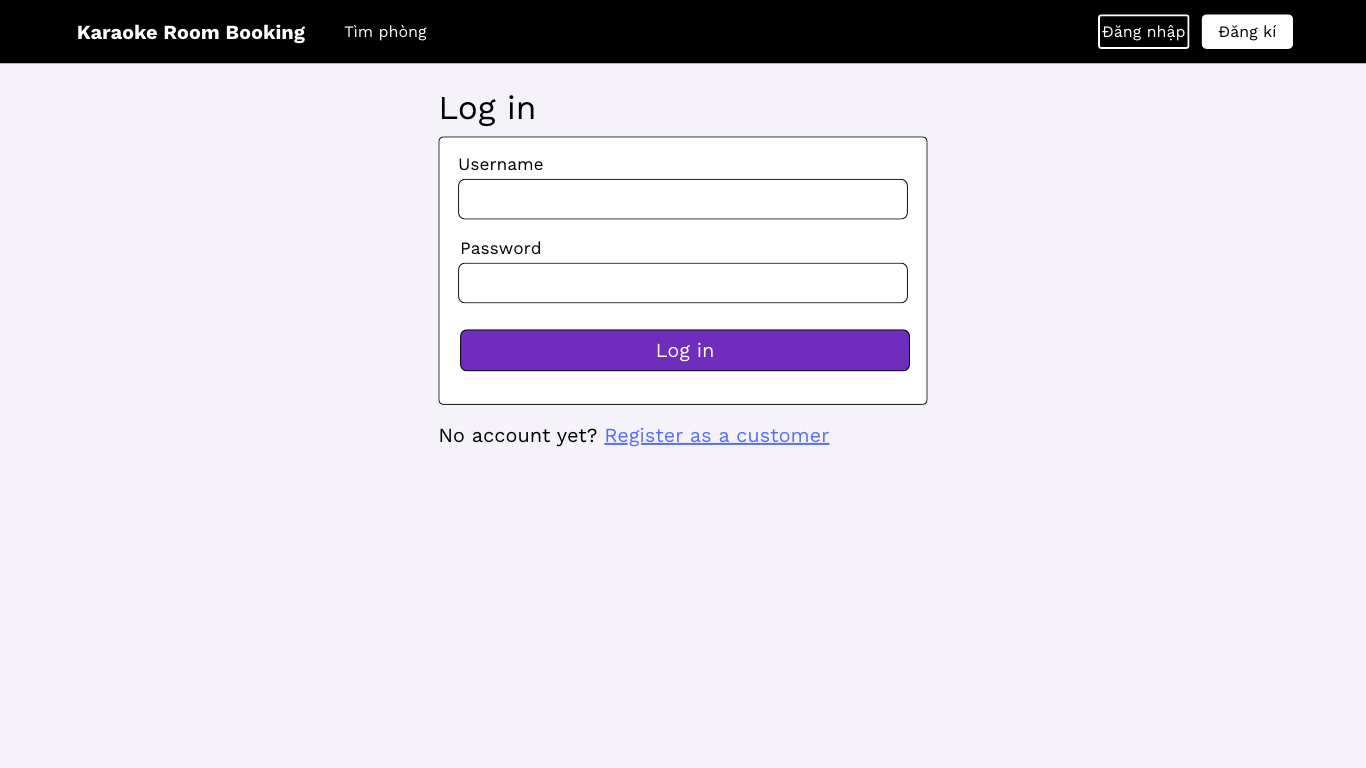 Karaoke Room Booking Tìm phòng Đăng nhập Đăng kí
Log in
Username
Password
Log in
No account yet? Register as a customer